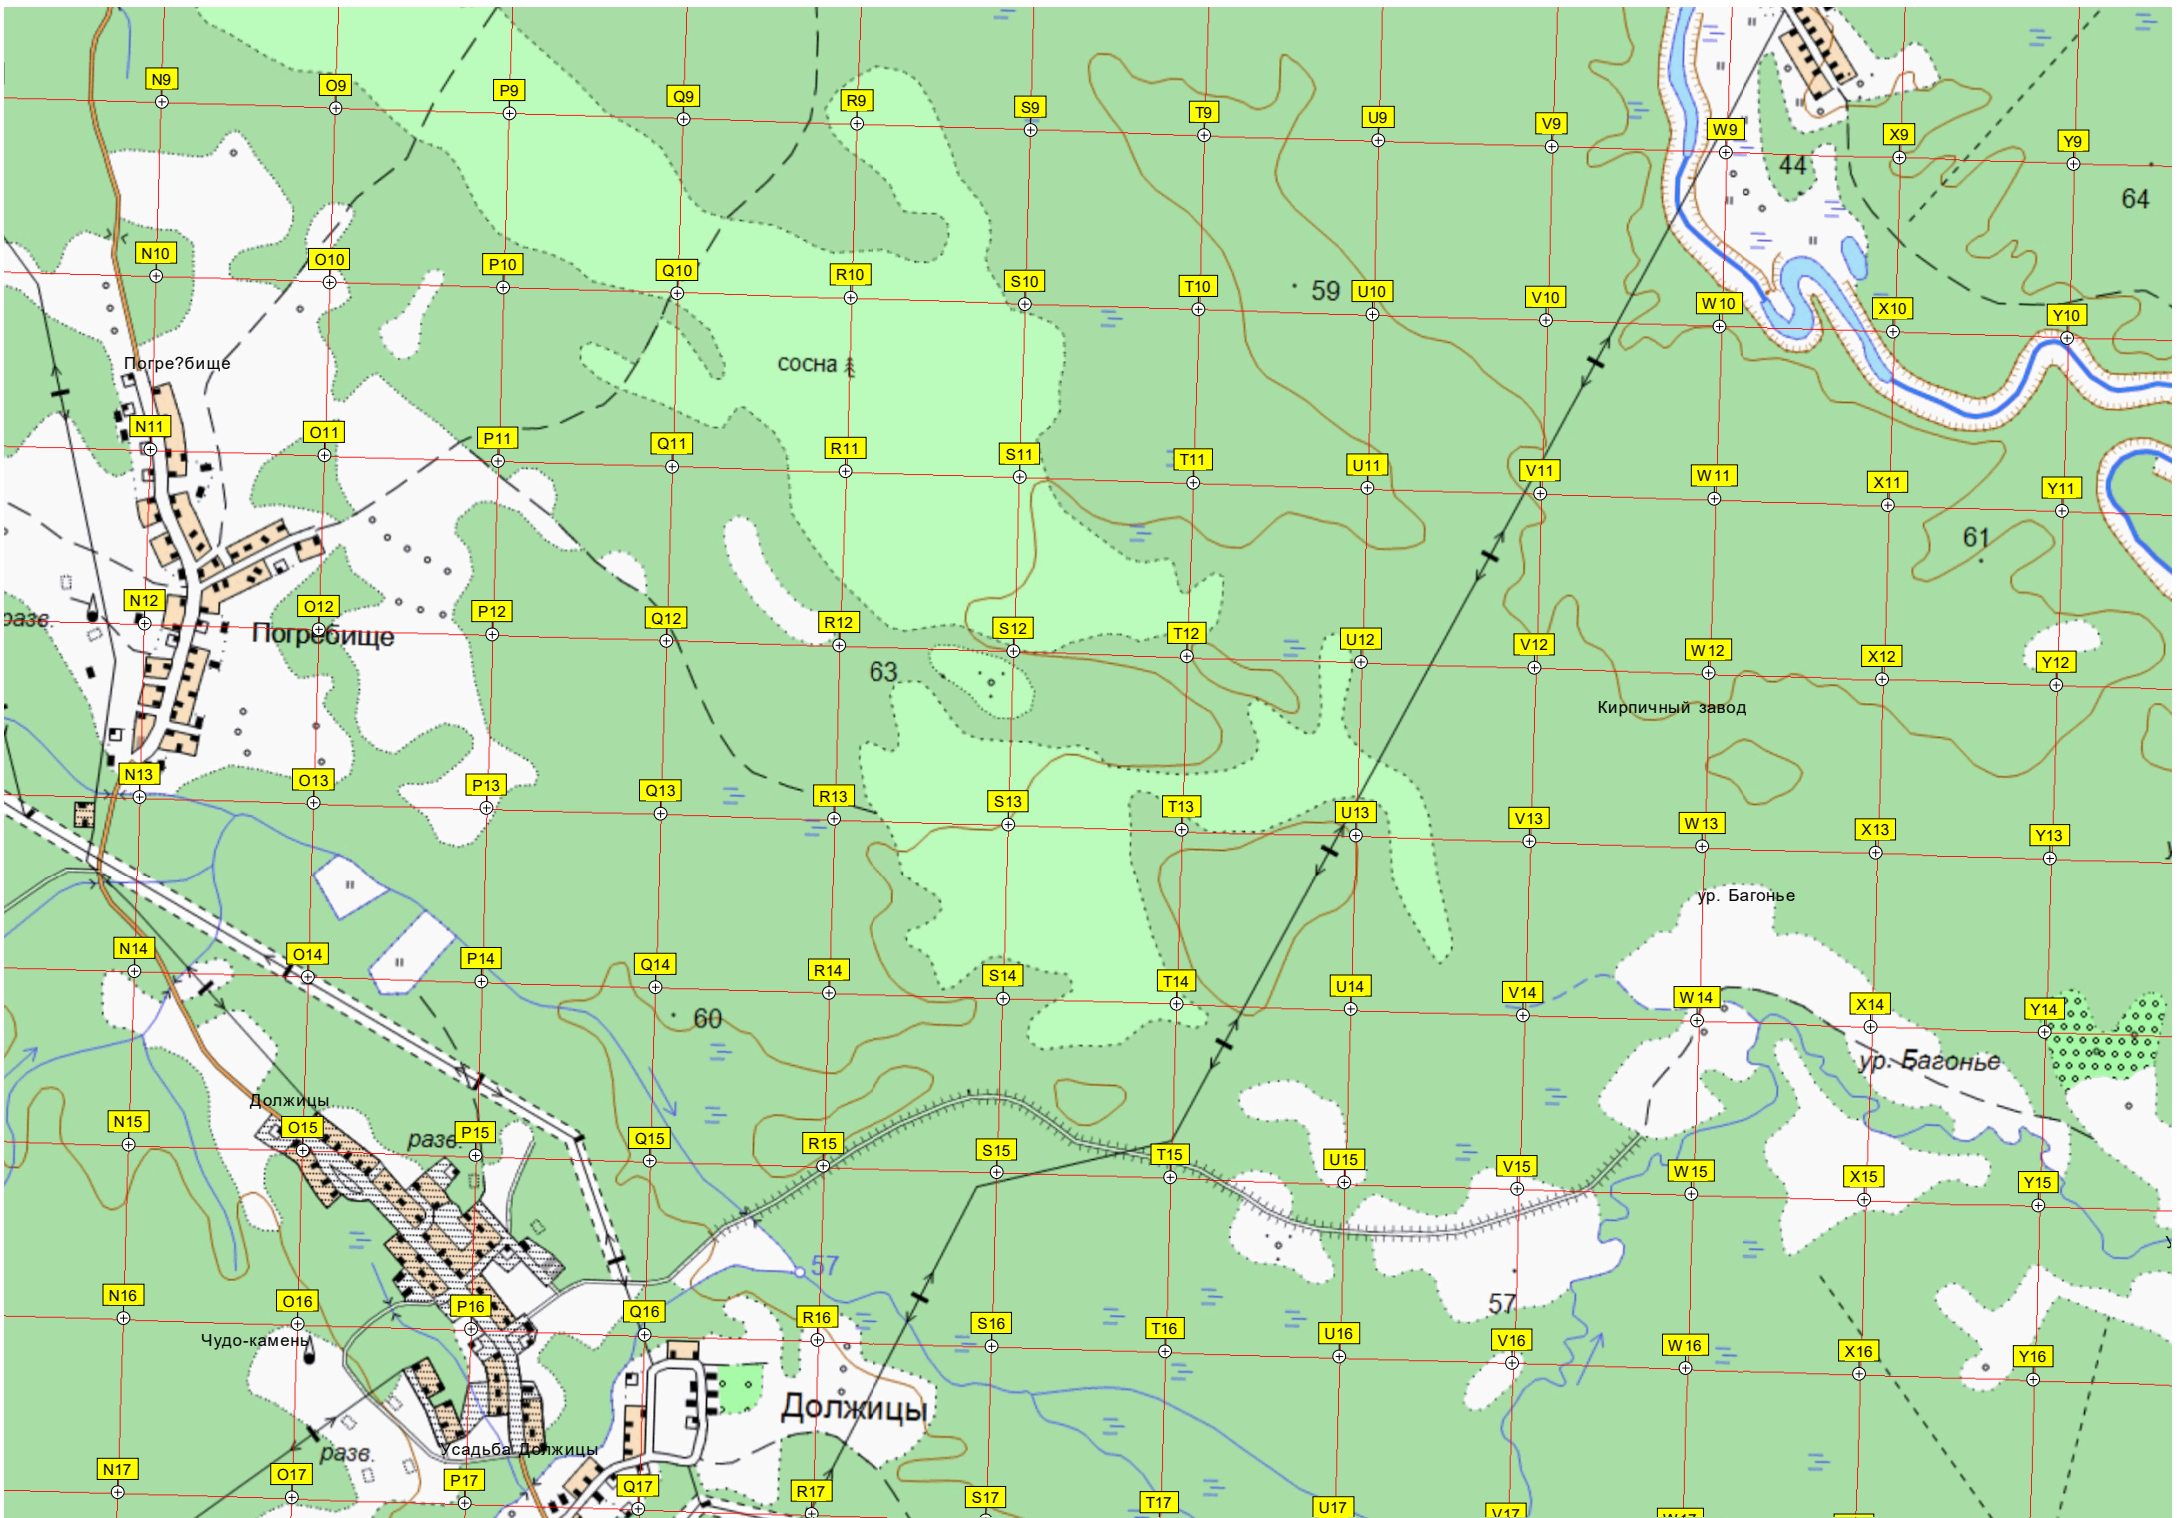 N9 O9 P9 Q9 R9 S9 T9 U9 V9 W9 X9 Y9
44
64
N10 O10 P10 Q10 R10 S10 T10 U10 V10 W10 X10 Y10
59
Погре?бище
сосна
N11 O11 P11 Q11 R11 S11 T11 U11 V11 W11 X11 Y11
61
N12 O12 P12 Q12 R12 S12 T12 U12 V12 W12 X12 Y12
разв.
Погребище
63
Кирпичный завод
N13 O13 P13 Q13 R13 S13 T13 U13 V13 W13 X13 Y13
ур. Багонье
N14 O14 P14 Q14 R14 S14 T14 U14 V14 W14 X14 Y14
60
ур. Багонье
Должицы
N15 O15 P15 Q15 R15 S15 T15 U15 V15 W15 X15 Y15
разв.
57
57
N16 O16 P16 Q16 R16 S16 T16 U16 V16 W16 X16 Y16
Чудо-камень
Должицы
Усадьба Должицы
разв.
N17 O17 P17 Q17 R17 S17 T17 U17 V17 W17